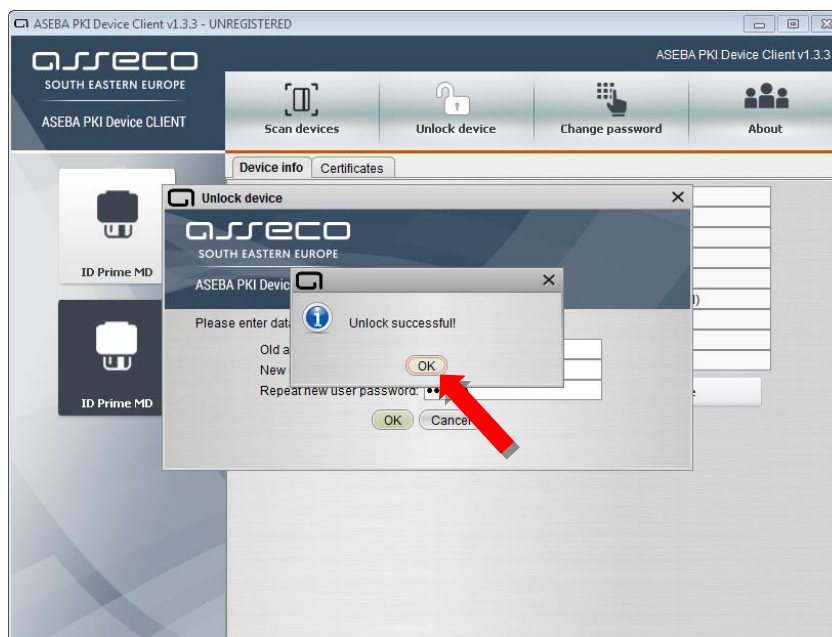 ASEBA PKI Device Client v1.3.3 - UNREGISTERED
asseco
SOUTH EASTERN EUROPE
ASEBA PKI Device CLIENT
ASEBA PKI Device Client v1.3.3
Scan devices
Unlock device
Change password
About
Device info
Certificates
ID Prime MD
ID Prime MD
Unlock device
asseco
SOUTH EASTERN EUROPE
ASEBA PKI Devic
Please enter dat
Old a
New
Repeat new user password:
OK
Cancel
Unlock successful!
OK